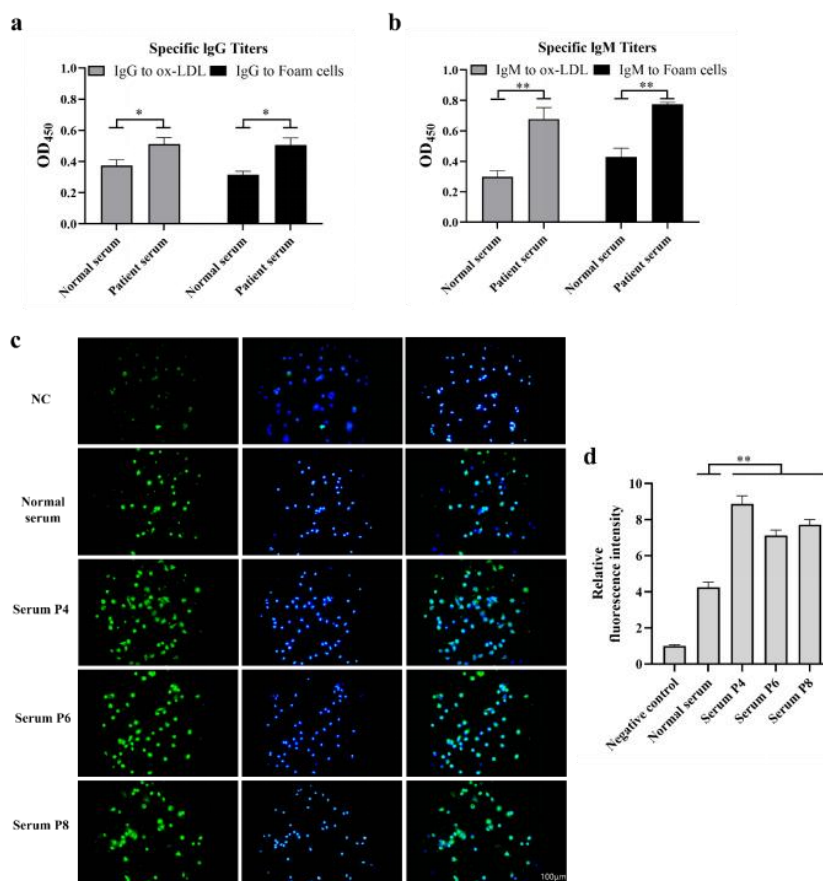 a
Specific IgG Titers
IgG to ox-LDL IgG to Foam cells
1.0
0.8
0.6
0.4
0.2
0.0
OD450
* *
Normal serum
Patient serum
Normal serum
Patient serum
b
Specific IgM Titers
IgM to ox-LDL IgM to Foam cells
1.0
0.8
0.6
0.4
0.2
0.0
OD450
** **
Normal serum
Patient serum
Normal serum
Patient serum
c
NC
Normal
serum
Serum P4
Serum P6
Serum P8
100μm
d
**
10
8
6
4
2
0
Relative
fluorescence intensity
Negative control
Normal serum
Serum P4
Serum P6
Serum P8